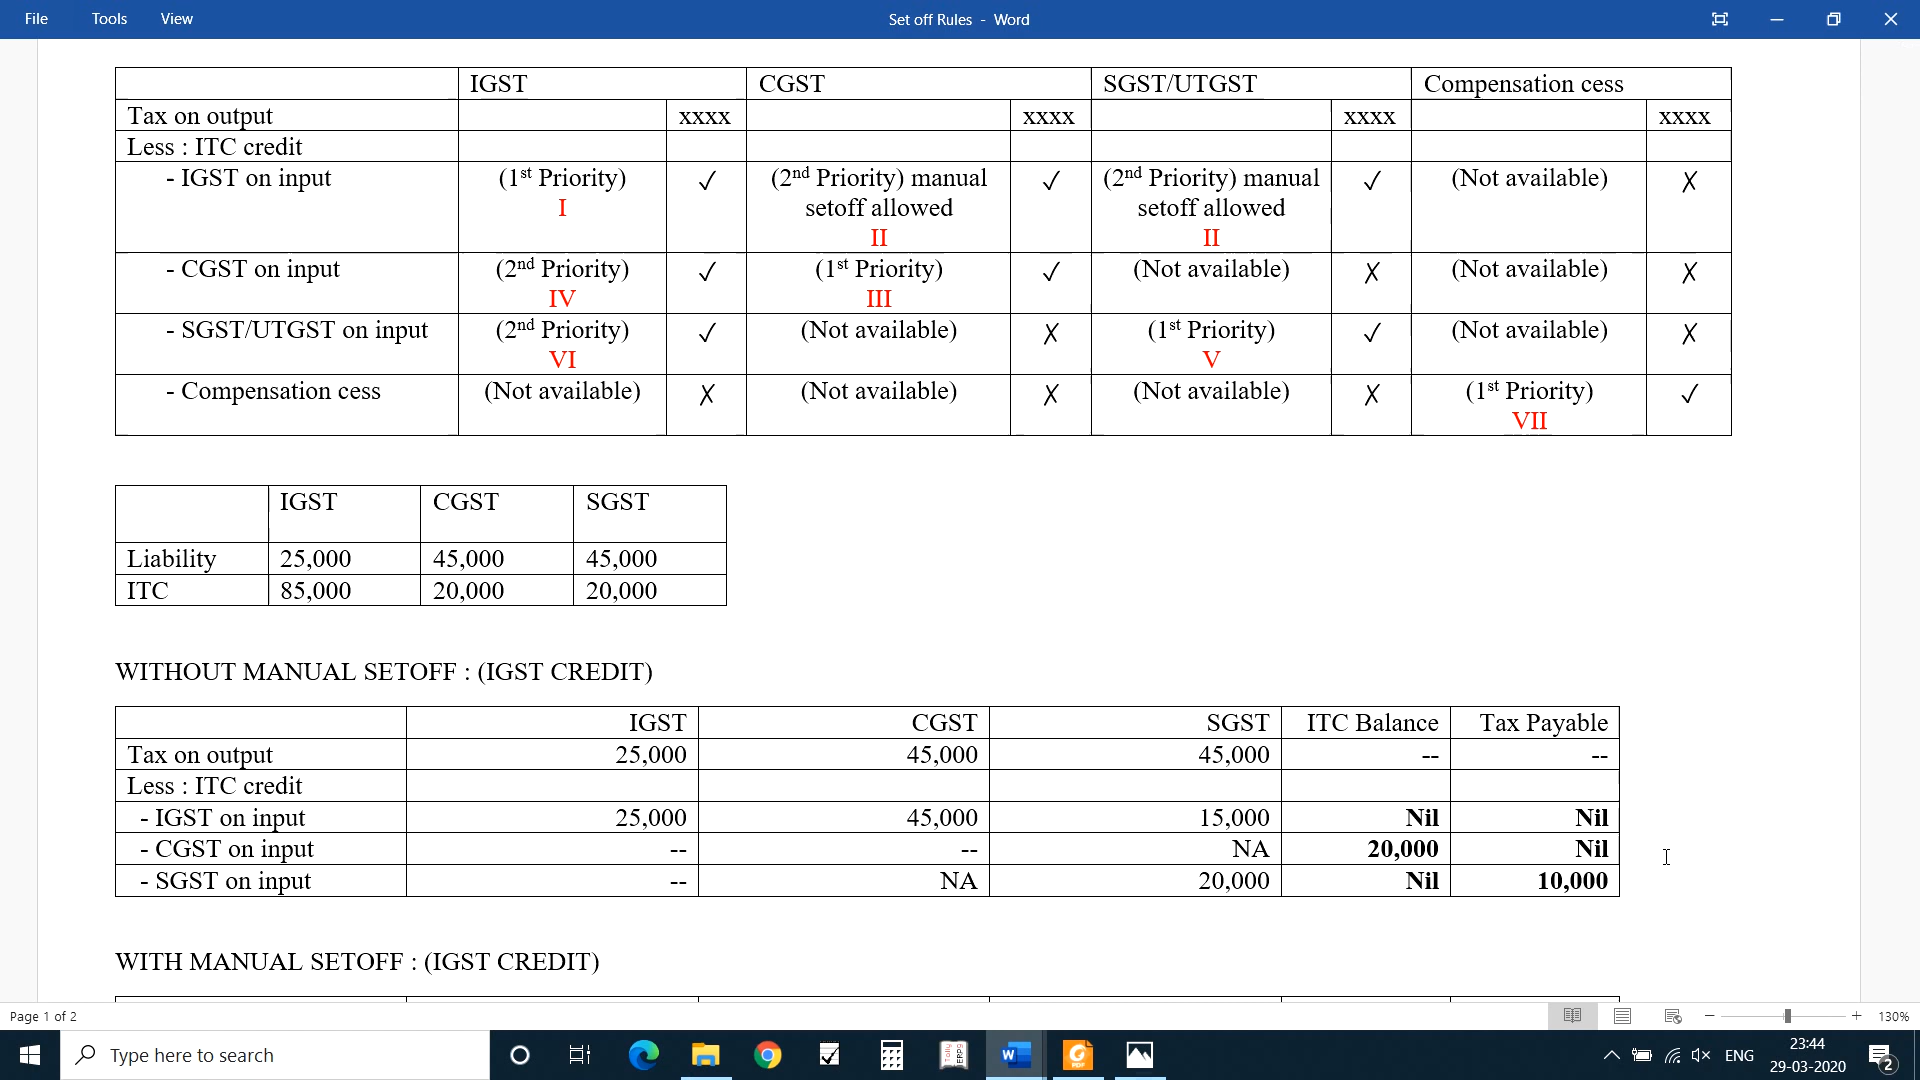 File Tools View Set off Rules - Word
IGST CGST SGST/UTGST Compensation cess
Tax on output xxxx xxxx xxxx xxxx
Less : ITC credit
- IGST on input (1st Priority) ✓ (2nd Priority) manual ✓ (2nd Priority) manual ✓ (Not available) ✗
I setoff allowed setoff allowed
II II
- CGST on input (2nd Priority) ✓ (1st Priority) ✓ (Not available) ✗ (Not available) ✗
IV III
- SGST/UTGST on input (2nd Priority) ✓ (Not available) ✗ (1st Priority) ✓ (Not available) ✗
VI V
- Compensation cess (Not available) ✗ (Not available) ✗ (Not available) ✗ (1st Priority) ✓
VII
IGST CGST SGST
Liability 25,000 45,000 45,000
ITC 85,000 20,000 20,000
WITHOUT MANUAL SETOFF : (IGST CREDIT)
IGST CGST SGST ITC Balance Tax Payable
Tax on output 25,000 45,000 45,000 -- --
Less : ITC credit
- IGST on input 25,000 45,000 15,000 Nil Nil
- CGST on input -- -- NA 20,000 Nil
- SGST on input -- NA 20,000 Nil 10,000
WITH MANUAL SETOFF : (IGST CREDIT)
Page 1 of 2 130%
Type here to search ENG 23:44
29-03-2020 2